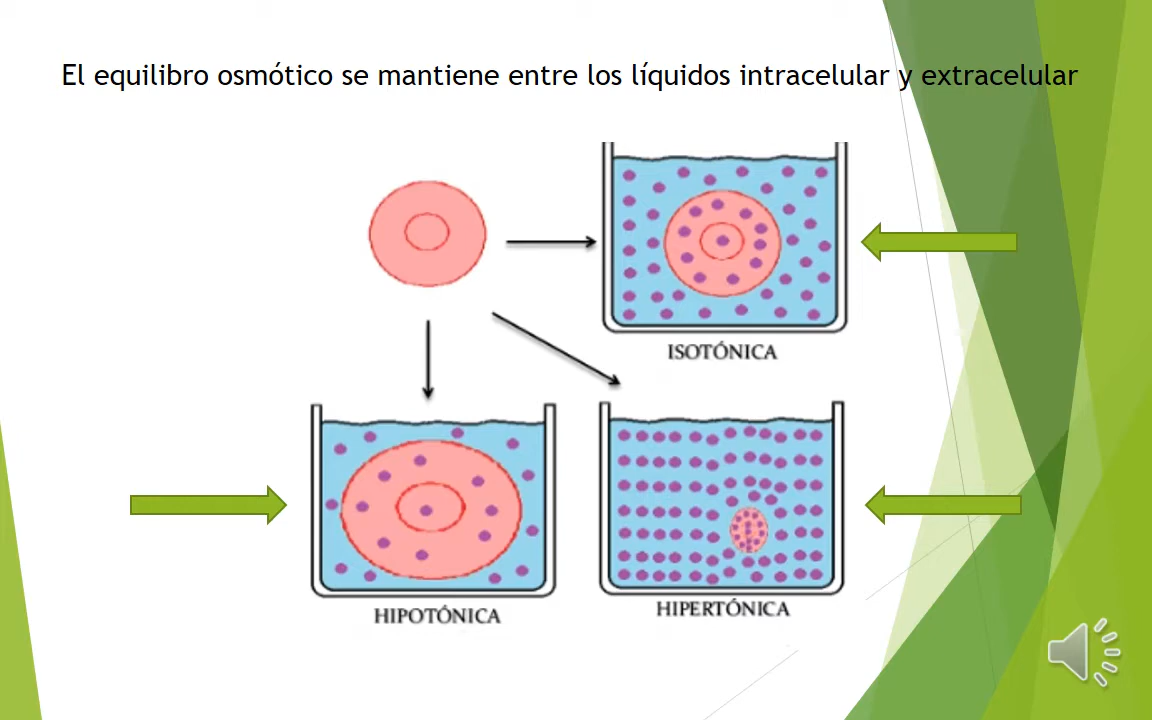 El equilibro osmótico se mantiene entre los líquidos intracelular y extracelular
ISOTÓNICA
HIPOTÓNICA
HIPERTÓNICA